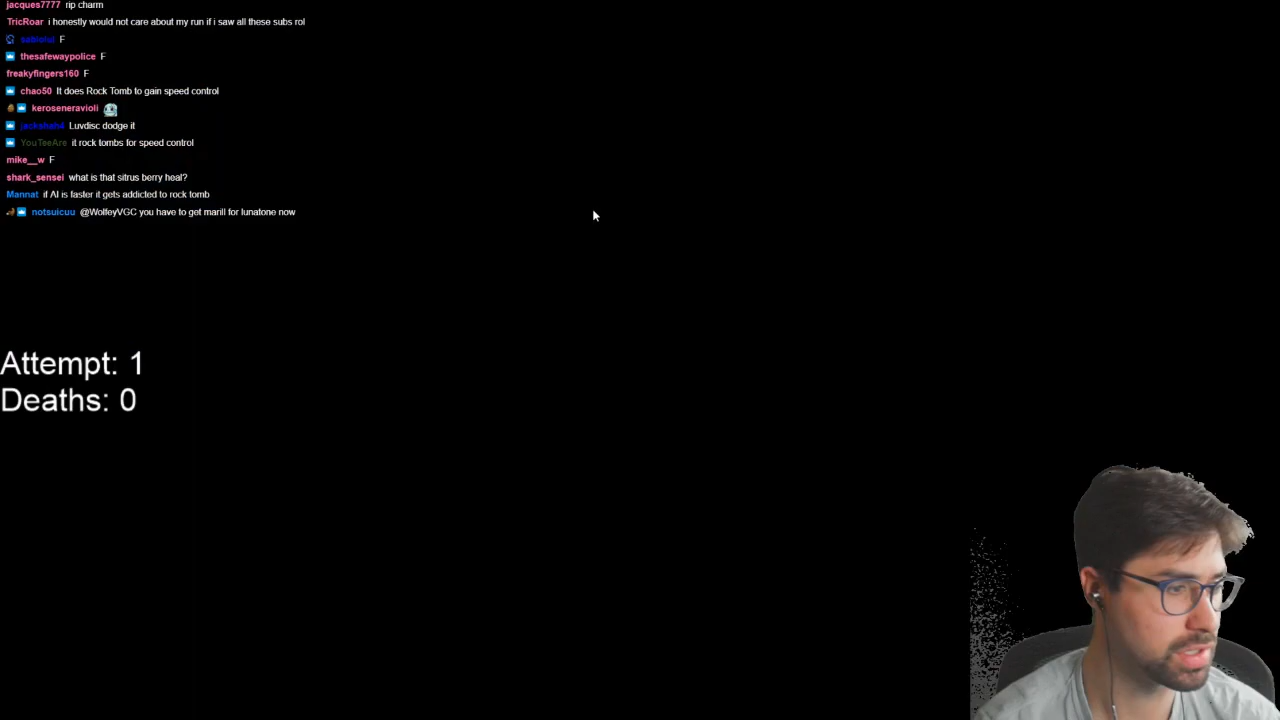 jacques7777 rip charm
TricRoar i honestly would not care about my run if i saw all these subs rol
F
thesafewaypolice F
freakyfingers160 F
chao50 It does Rock Tomb to gain speed control
keroseneravioli
jackshah4 Luvdisc dodge it
YouTeeAre it rock tombs for speed control
mike__w F
shark_sensei what is that sitrus berry heal?
Mannat if AI is faster it gets addicted to rock tomb
notsuicuu @WolfeyVGC you have to get marill for lunatone now
Attempt: 1
Deaths: 0